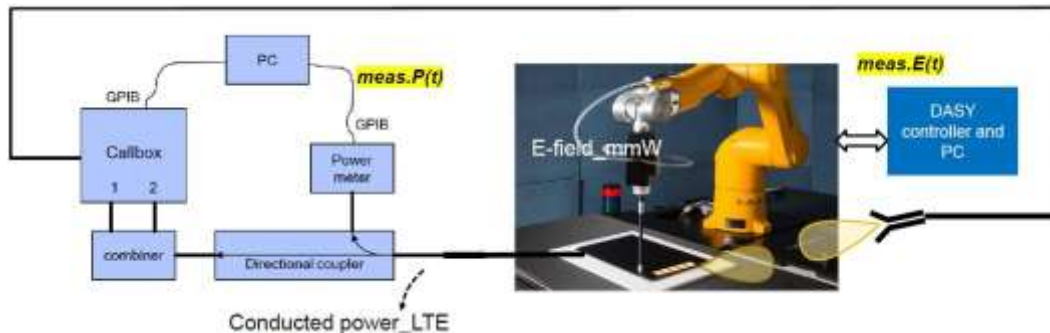 PC
meas.P(t)
meas.E(t)
GPIB
GPIB
Callbox
1 2
Power
meter
E-field_mmW
DASY
controller and
PC
combiner
Directional coupler
Conducted power_LTE